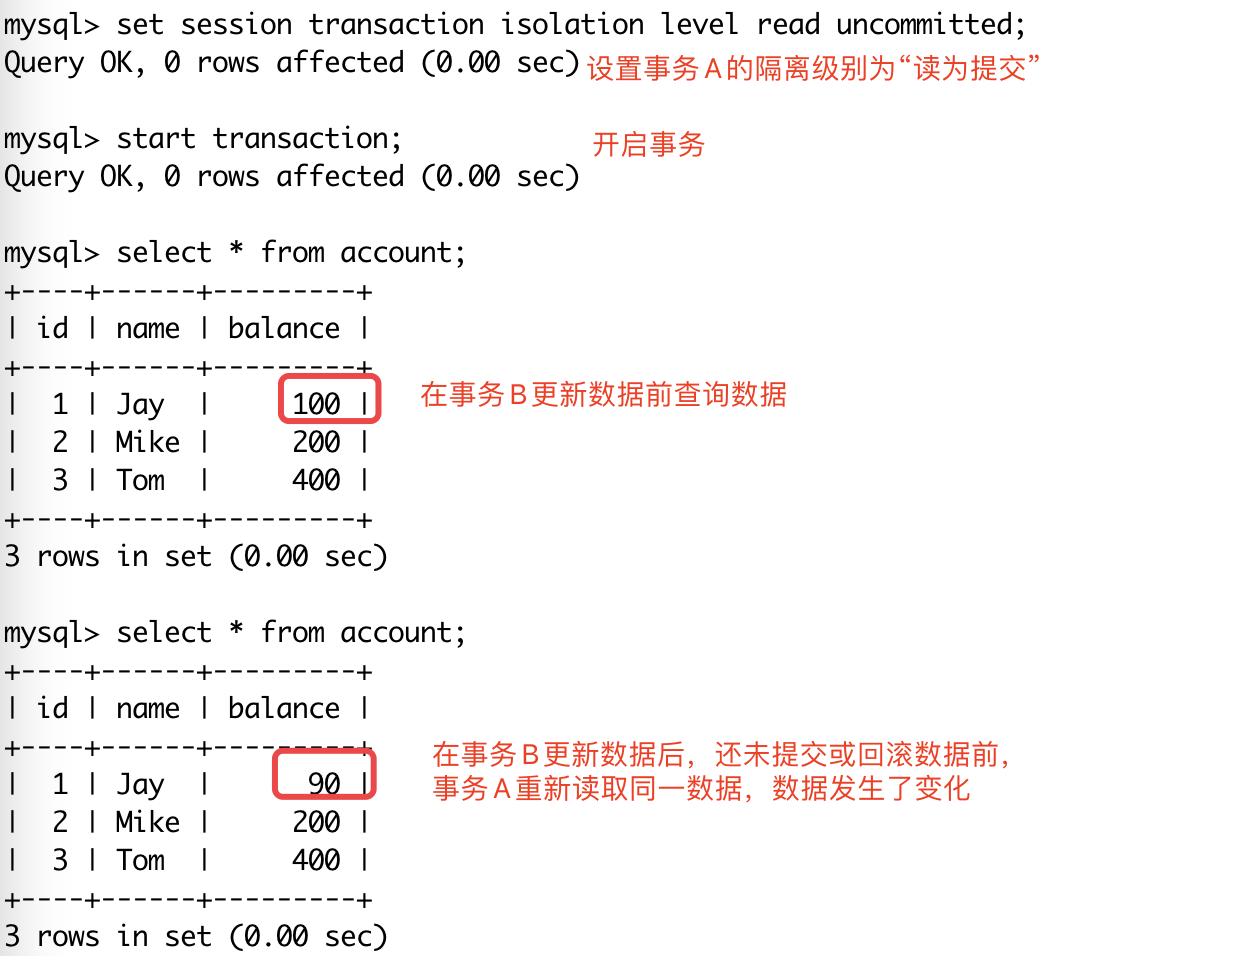 mysql> set session transaction isolation level read uncommitted;
Query OK, 0 rows affected (0.00 sec) 设置事务A的隔离级别为“读为提交”
mysql> start transaction;
开启事务
Query OK, 0 rows affected (0.00 sec)
mysql> select * from account;
+----+------+---------+
| id | name | balance |
+----+------+---------+
| 1 | Jay | 100 |
在事务B更新数据前查询数据
| 2 | Mike | 200 |
| 3 | Tom | 400 |
+----+------+---------+
3 rows in set (0.00 sec)
mysql> select * from account;
+----+------+---------+
| id | name | balance |
+----+------+---------+
| 1 | Jay | 90 |
在事务B更新数据后，还未提交或回滚数据前，
事务A重新读取同一数据，数据发生了变化
| 2 | Mike | 200 |
| 3 | Tom | 400 |
+----+------+---------+
3 rows in set (0.00 sec)